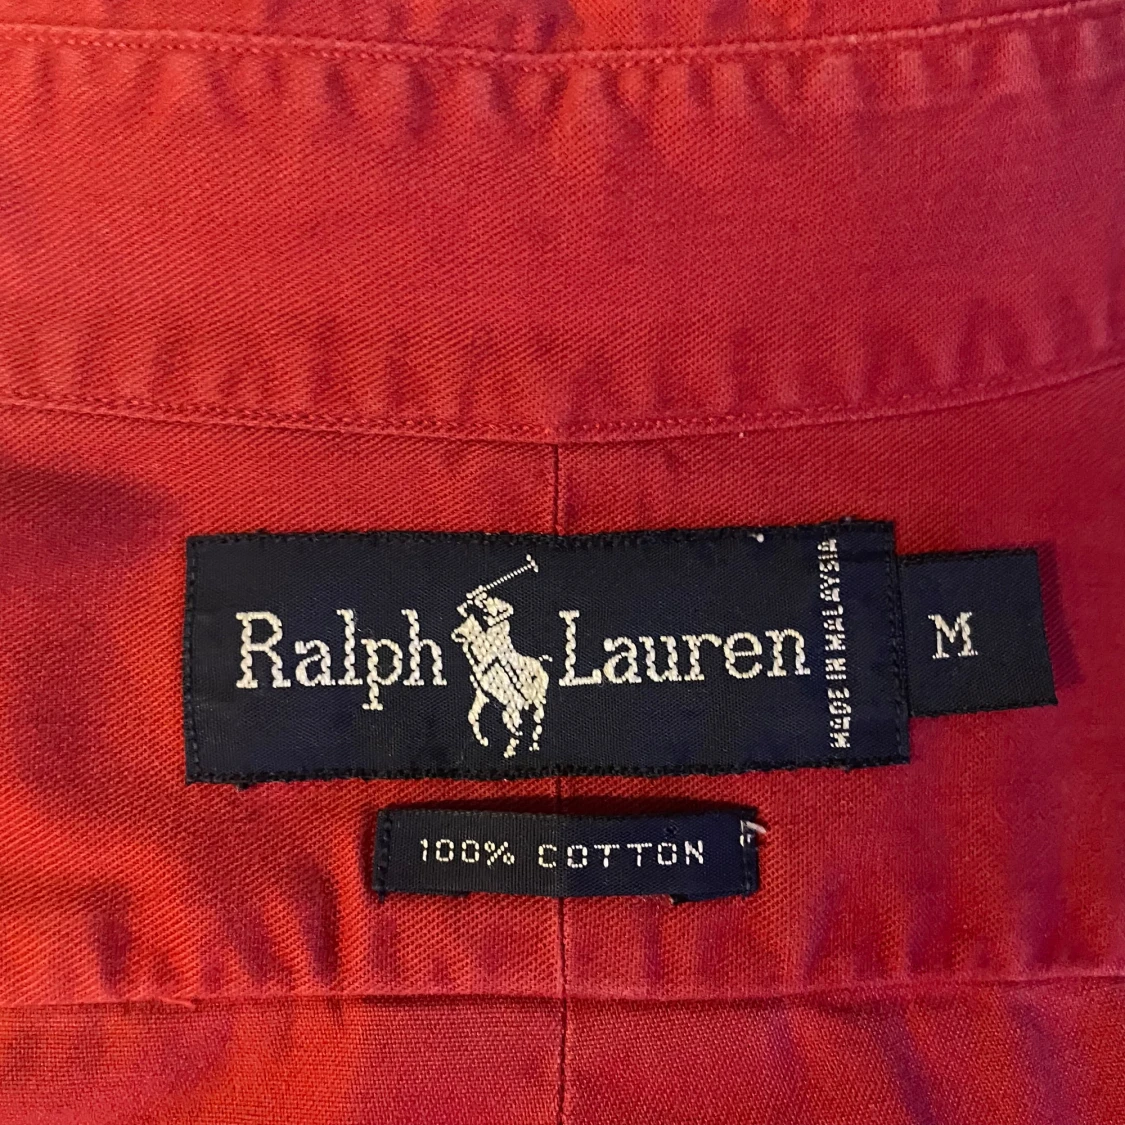 Ralph Lauren
MADE IN MALAYSIA
M
100% COTTON